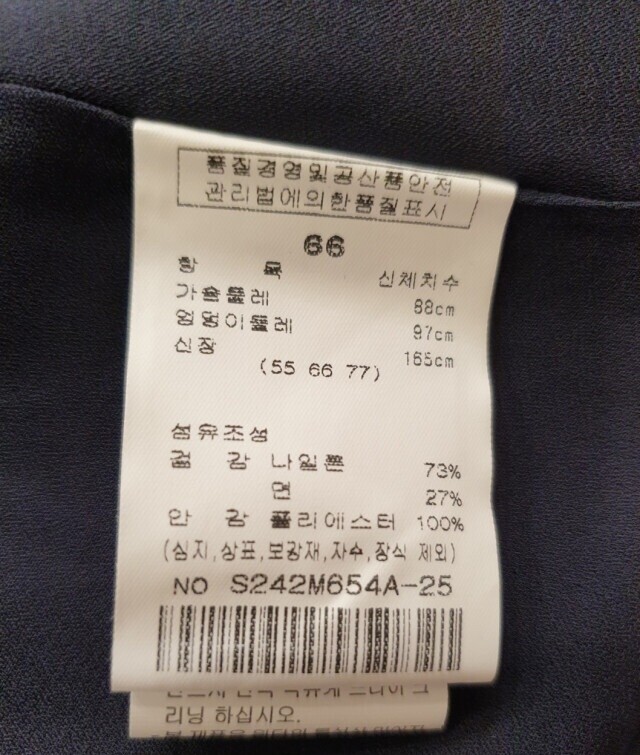 품질경영및공산품안전
관리법에의한품질표시
66
항 목 신체치수
가슴둘레 88cm
엉덩이둘레 97cm
신장 165cm
(55 66 77)
섬유조성
겉 감 나일론 73%
면 27%
안 감 폴리에스터 100%
(심지,상표,보강재,자수,장식 제외)
NO S242M654A-25
리닝 하십시오.